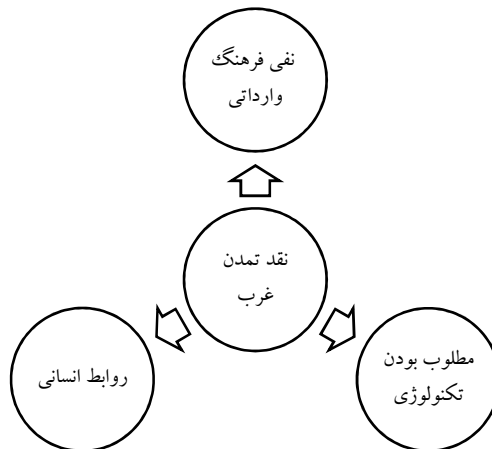 نفی فرهنگ
وارداتی
نقد تمدن
غرب
مطلوب بودن
تکنولوژی
روابط انسانی